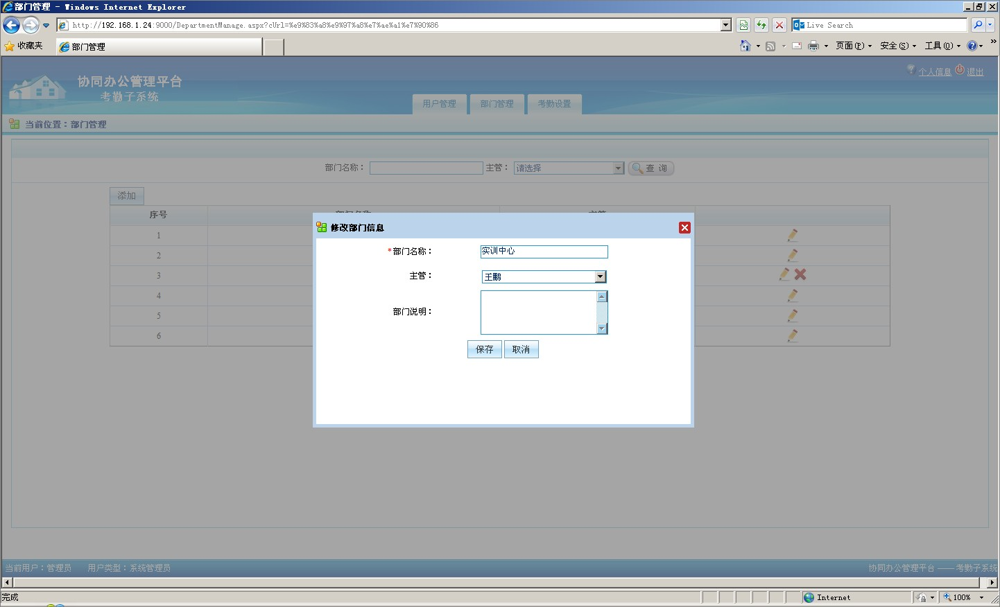 部门管理 - Windows Internet Explorer
http://192.168.1.24:9000/DepartmentManage.aspx?cUrl=%e9%83%a8%e9%97%a8%e7%ae%a1%e7%90%86
Live Search
收藏夹
部门管理
页面(P)
安全(S)
工具(O)
协同办公管理平台
考勤子系统
个人信息
退出
用户管理
部门管理
考勤设置
当前位置：部门管理
部门名称：
主管：
请选择
查 询
添加
序号
1
2
3
4
5
6
修改部门信息
*部门名称：
实训中心
主管：
王鹏
部门说明：
保存
取消
当前用户：管理员
用户类型：系统管理员
协同办公管理平台 ——考勤子系统
完成
Internet
100%